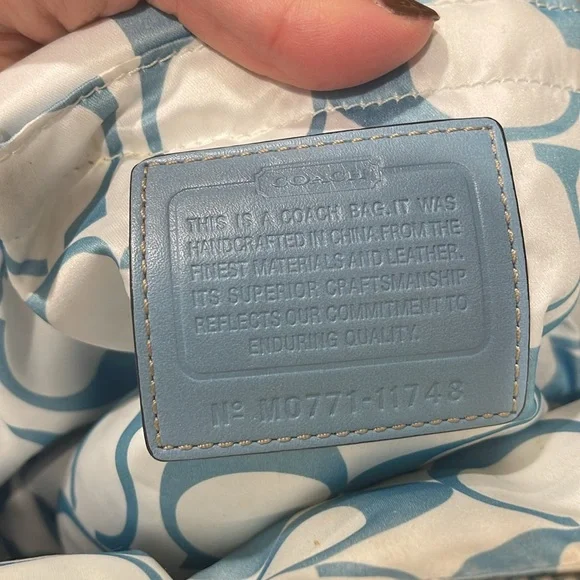 COACH
THIS IS A COACH BAG. IT WAS
HANDCRAFTED IN CHINA FROM THE
FINEST MATERIALS AND LEATHER.
ITS SUPERIOR CRAFTSMANSHIP
REFLECTS OUR COMMITMENT TO
ENDURING QUALITY.
Nº M0771-11748